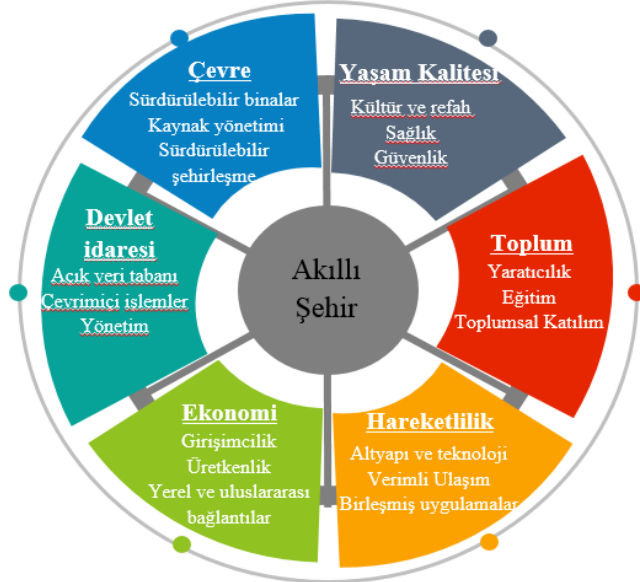 Çevre
Sürdürülebilir binalar
Kaynak yönetimi
Sürdürülebilir
şehirleşme
Yaşam Kalitesi
Kültür ve refah
Sağlık
Güvenlik
Toplum
Yaratıcılık
Eğitim
Toplumsal Katılım
Hareketlilik
Altyapı ve teknoloji
Verimli Ulaşım
Birleşmiş uygulamalar
Ekonomi
Girişimcilik
Üretkenlik
Yerel ve uluslararası
bağlantılar
Devlet
idaresi
Açık veri tabanı
Çevrimiçi işlemler
Yönetim
Akıllı
Şehir